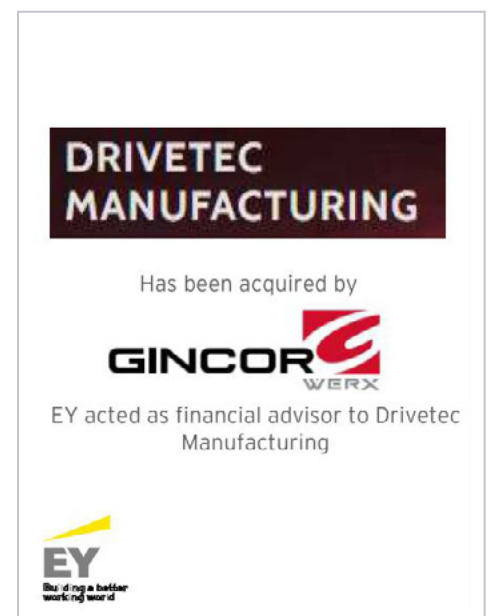 DRIVETEC
MANUFACTURING
Has been acquired by
GINCOR
WERX
EY acted as financial advisor to Drivetec
Manufacturing
EY
Building a better
working world